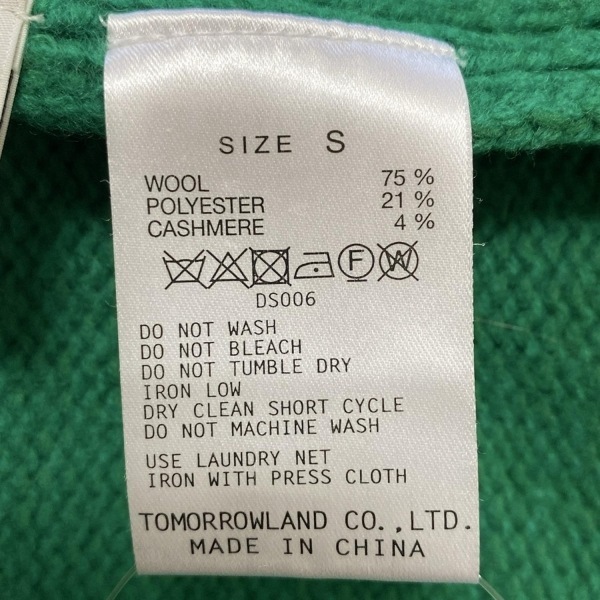 SIZE S
WOOL 75 %
POLYESTER 21 %
CASHMERE 4 %
F W
DS006
DO NOT WASH
DO NOT BLEACH
DO NOT TUMBLE DRY
IRON LOW
DRY CLEAN SHORT CYCLE
DO NOT MACHINE WASH
USE LAUNDRY NET
IRON WITH PRESS CLOTH
TOMORROWLAND CO.,LTD.
MADE IN CHINA